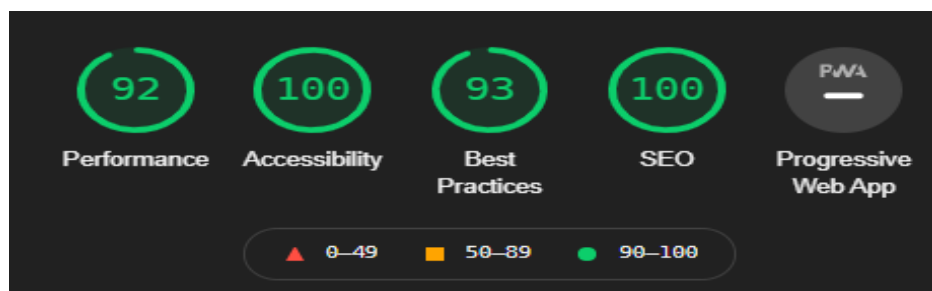 92
100
93
100
PWA
Performance
Accessibility
Best
Practices
SEO
Progressive
Web App
0–49
50–89
90–100